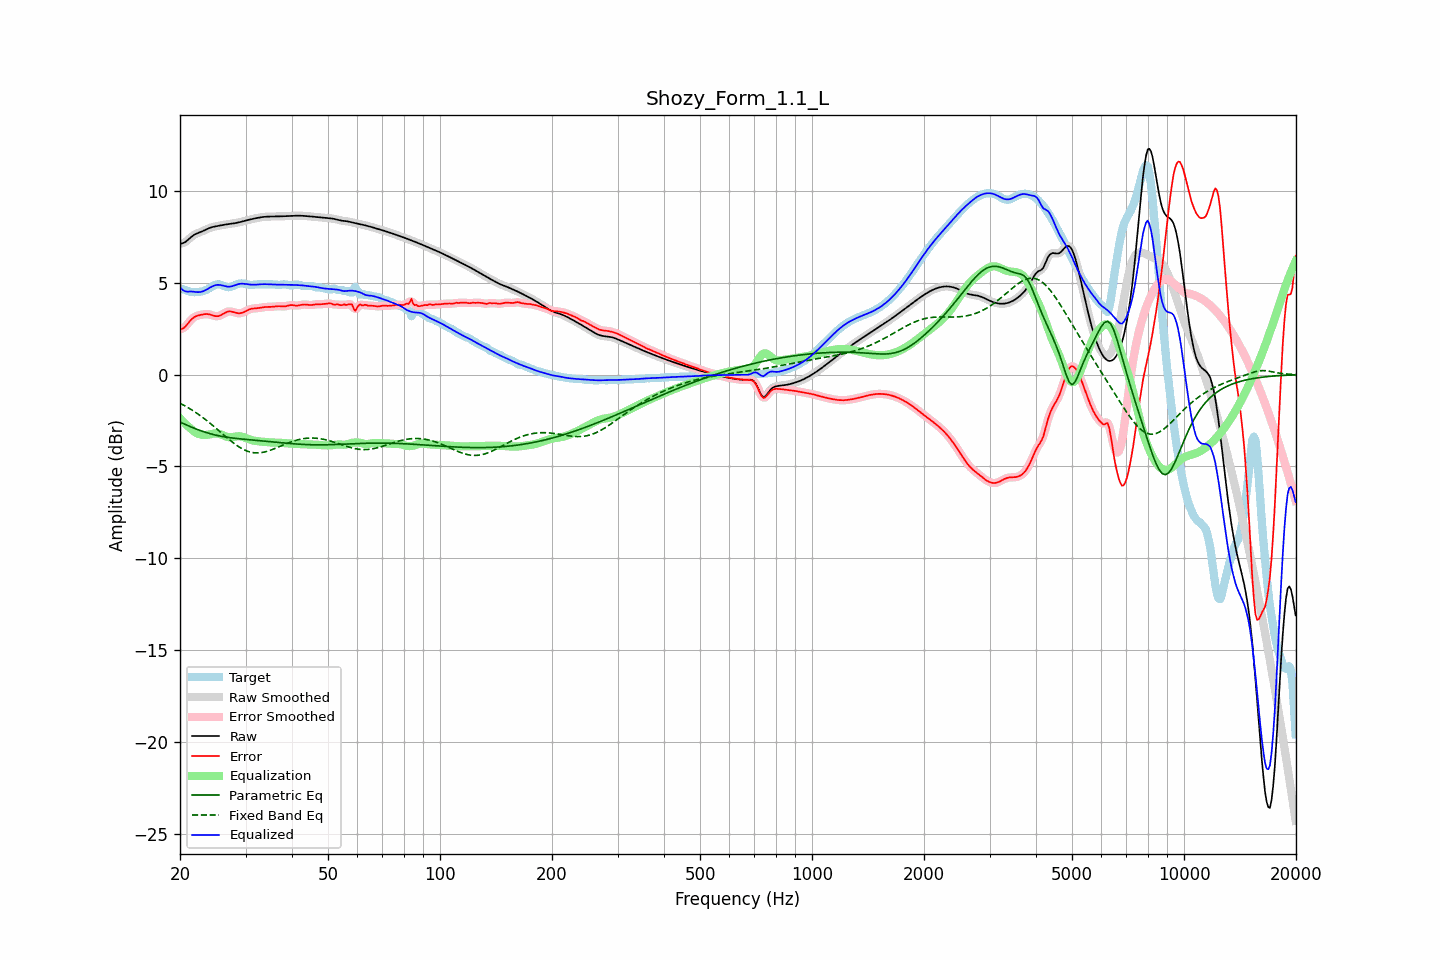 Shozy_Form_1.1_L
Amplitude (dBr)
10
5
0
−5
−10
−15
−20
−25
Target
Raw Smoothed
Error Smoothed
Raw
Error
Equalization
Parametric Eq
Fixed Band Eq
Equalized
20
50
100
200
500
1000
2000
5000
10000
20000
Frequency (Hz)